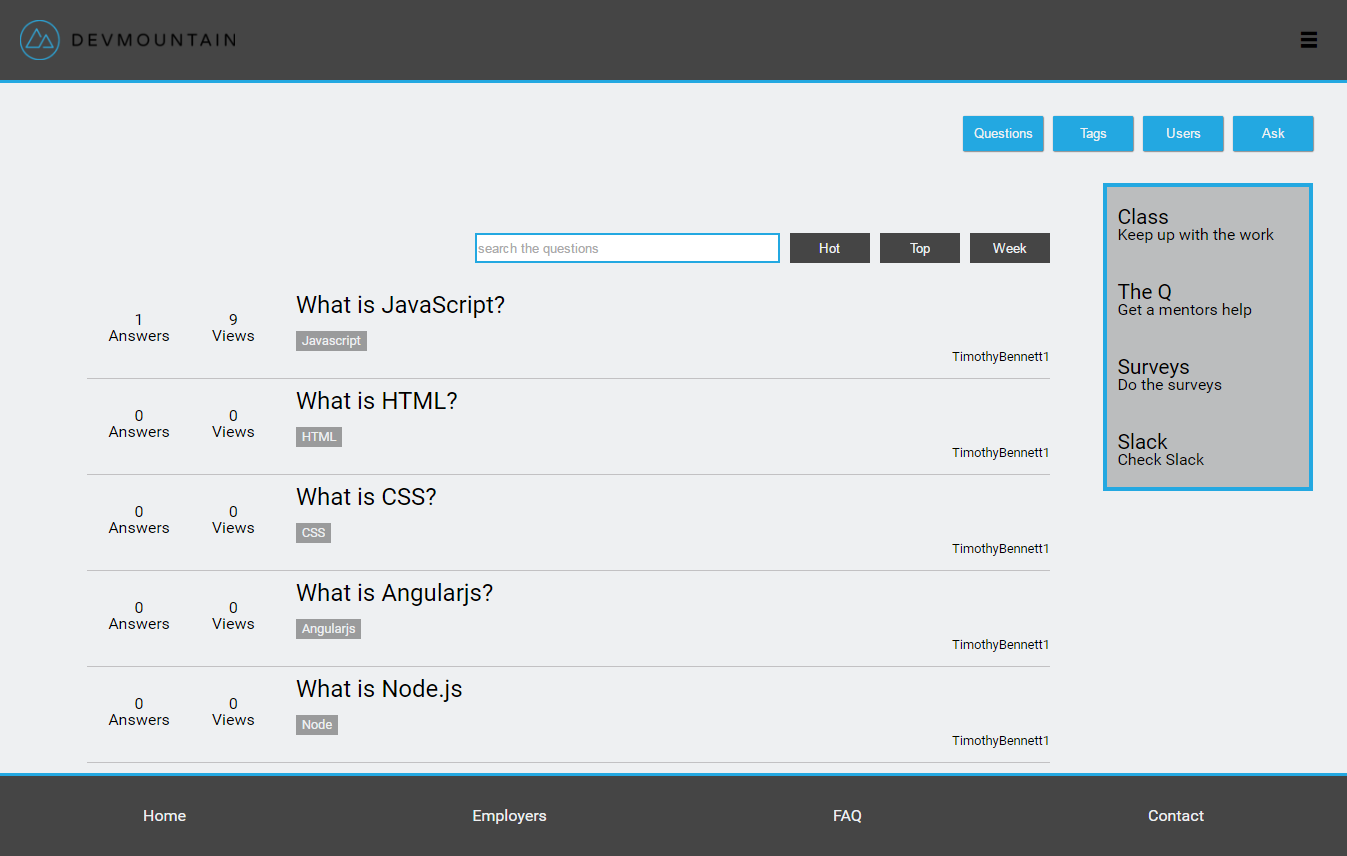 DEVMOUNTAIN
Questions Tags Users Ask
search the questions Hot Top Week
1 Answers
9 Views
What is JavaScript?
Javascript
TimothyBennett1
0 Answers
0 Views
What is HTML?
HTML
TimothyBennett1
0 Answers
0 Views
What is CSS?
CSS
TimothyBennett1
0 Answers
0 Views
What is Angularjs?
Angularjs
TimothyBennett1
0 Answers
0 Views
What is Node.js
Node
TimothyBennett1
Class
Keep up with the work
The Q
Get a mentors help
Surveys
Do the surveys
Slack
Check Slack
Home Employers FAQ Contact